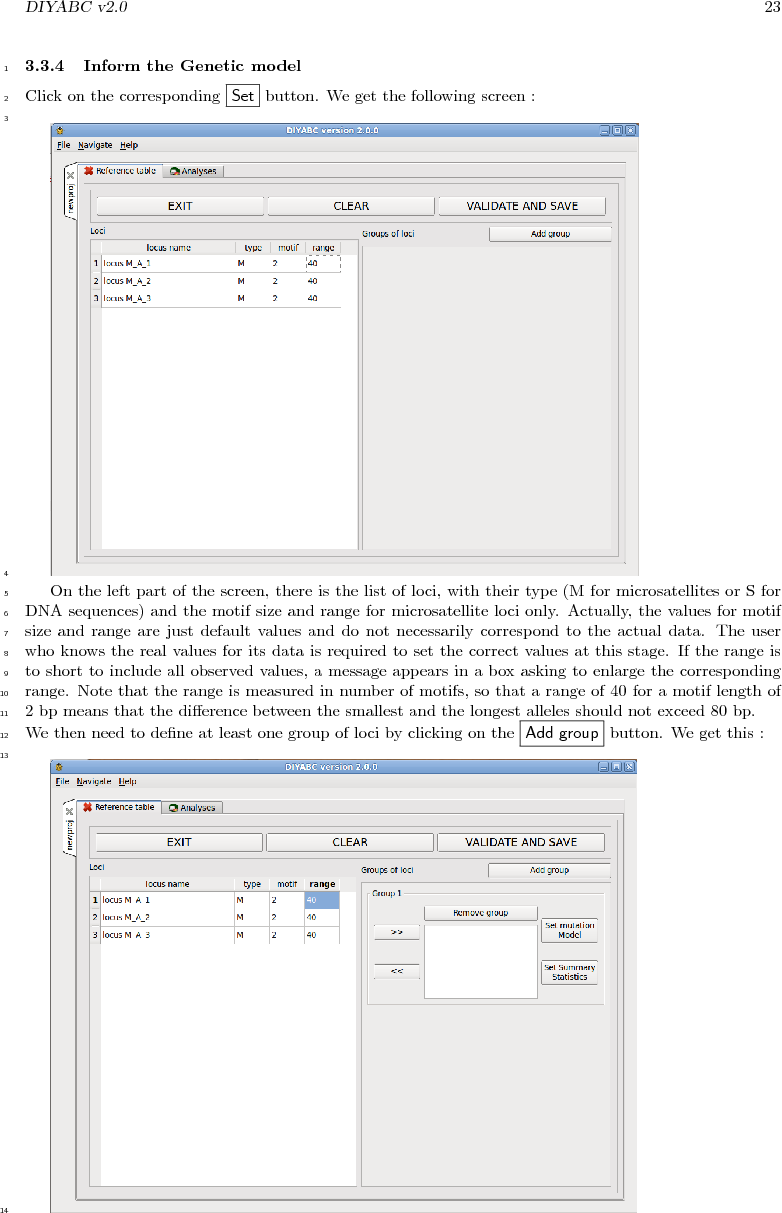 DIYABC v2.0 23
1 3.3.4 Inform the Genetic model
2 Click on the corresponding Set button. We get the following screen :
3
DIYABC version 2.0.0
File Navigate Help
newproj
Reference table Analyses
EXIT CLEAR VALIDATE AND SAVE
Loci Groups of loci Add group
locus name type motif range
1 locus M_A_1 M 2 40
2 locus M_A_2 M 2 40
3 locus M_A_3 M 2 40
4
5 On the left part of the screen, there is the list of loci, with their type (M for microsatellites or S for
6 DNA sequences) and the motif size and range for microsatellite loci only. Actually, the values for motif
7 size and range are just default values and do not necessarily correspond to the actual data. The user
8 who knows the real values for its data is required to set the correct values at this stage. If the range is
9 to short to include all observed values, a message appears in a box asking to enlarge the corresponding
10 range. Note that the range is measured in number of motifs, so that a range of 40 for a motif length of
11 2 bp means that the difference between the smallest and the longest alleles should not exceed 80 bp.
12 We then need to define at least one group of loci by clicking on the Add group button. We get this :
13
DIYABC version 2.0.0
File Navigate Help
newproj
Reference table Analyses
EXIT CLEAR VALIDATE AND SAVE
Loci Groups of loci Add group
locus name type motif range
1 locus M_A_1 M 2 40
2 locus M_A_2 M 2 40
3 locus M_A_3 M 2 40
Group 1
Remove group
>>
<<
Set mutation
Model
Set Summary
Statistics
14